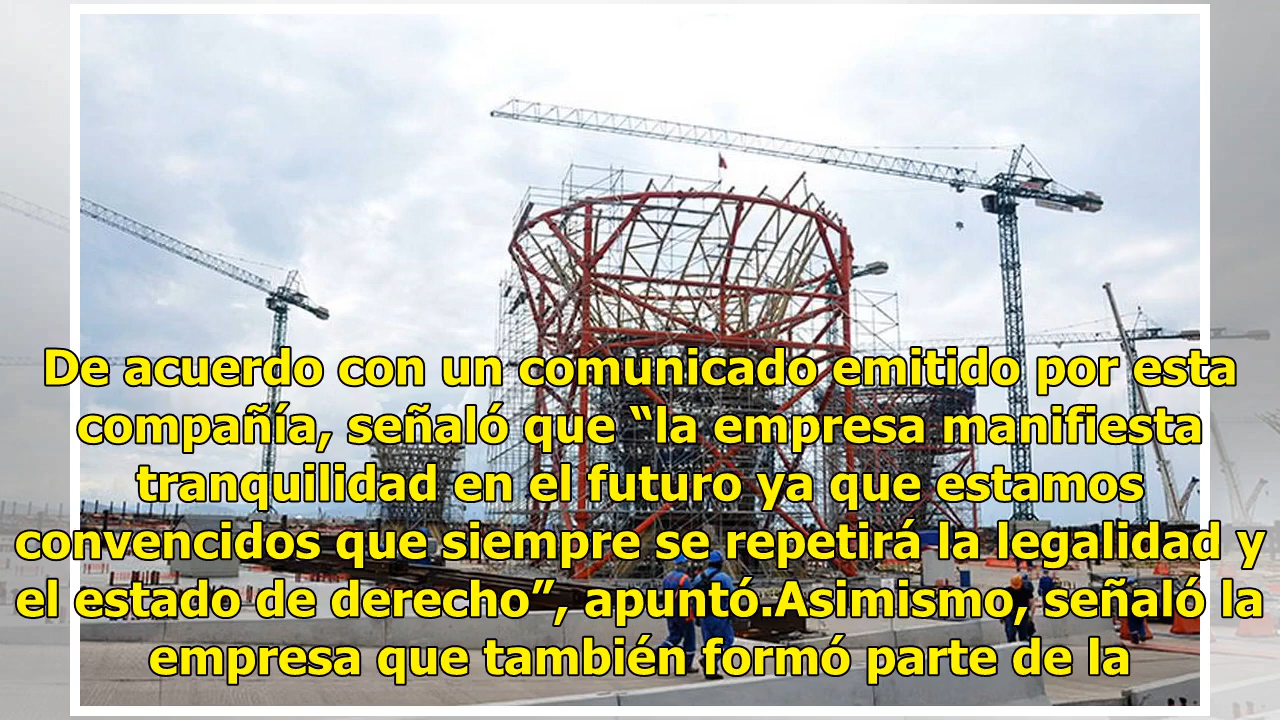 De acuerdo con un comunicado emitido por esta
compañía, señaló que “la empresa manifiesta
tranquilidad en el futuro ya que estamos
convencidos que siempre se repetirá la legalidad y
el estado de derecho”, apuntó.Asimismo, señaló la
empresa que también formó parte de la